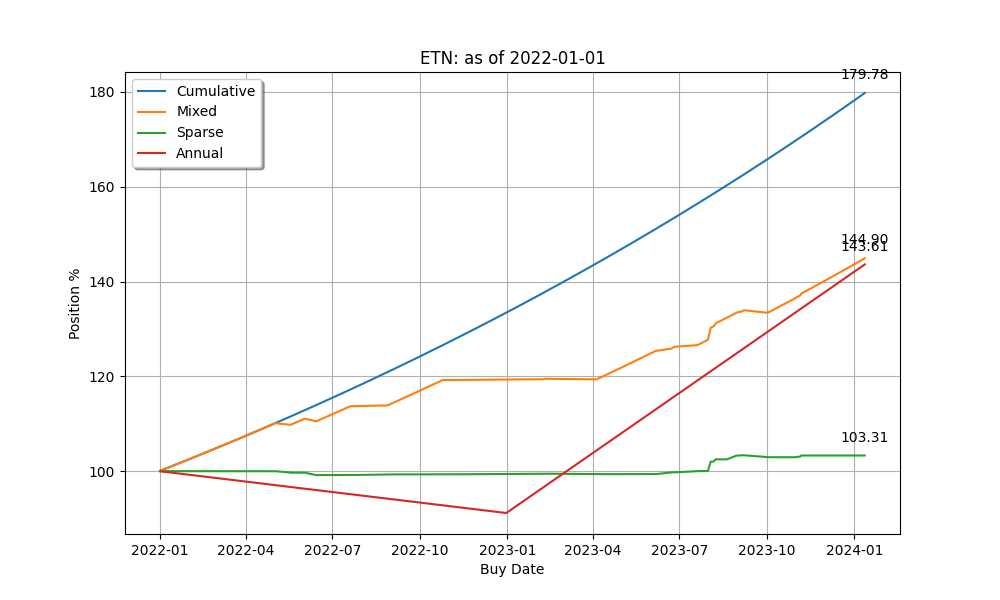 ETN: as of 2022-01-01
179.78
180
Cumulative
Mixed
Sparse
Annual
160
144.90
143.61
140
120
103.31
100
Position %
2022-01 2022-04 2022-07 2022-10 2023-01 2023-04 2023-07 2023-10 2024-01
Buy Date